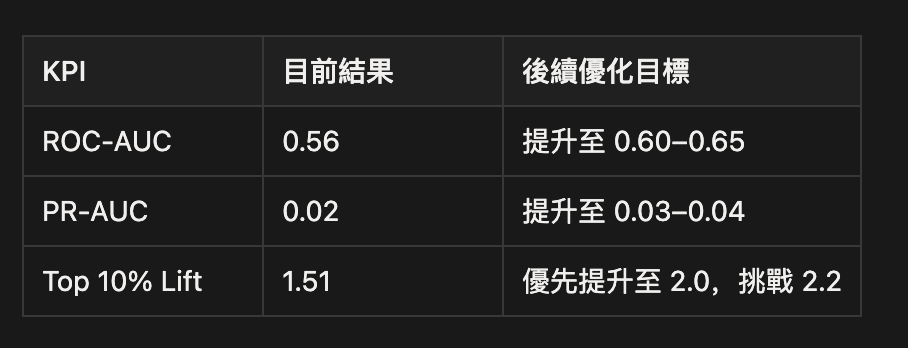 KPI 目前結果 後續優化目標
ROC-AUC 0.56 提升至 0.60–0.65
PR-AUC 0.02 提升至 0.03–0.04
Top 10% Lift 1.51 優先提升至 2.0，挑戰 2.2